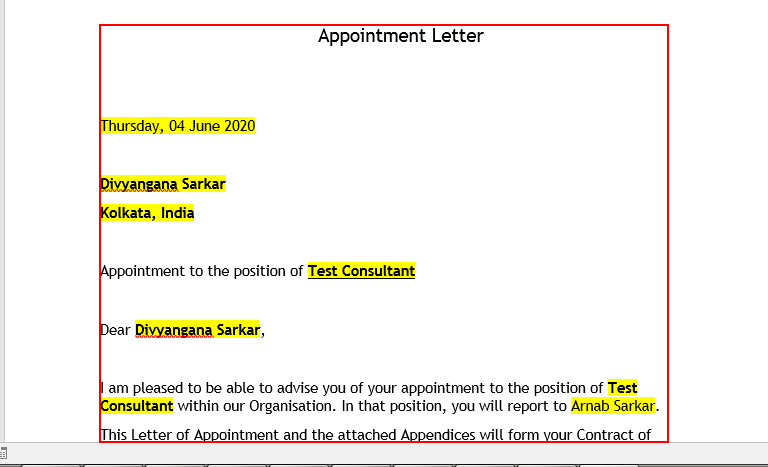 Appointment Letter
Thursday, 04 June 2020
Divyangana Sarkar
Kolkata, India
Appointment to the position of Test Consultant
Dear Divyangana Sarkar,
I am pleased to be able to advise you of your appointment to the position of Test
Consultant within our Organisation. In that position, you will report to Arnab Sarkar.
This Letter of Appointment and the attached Appendices will form your Contract of